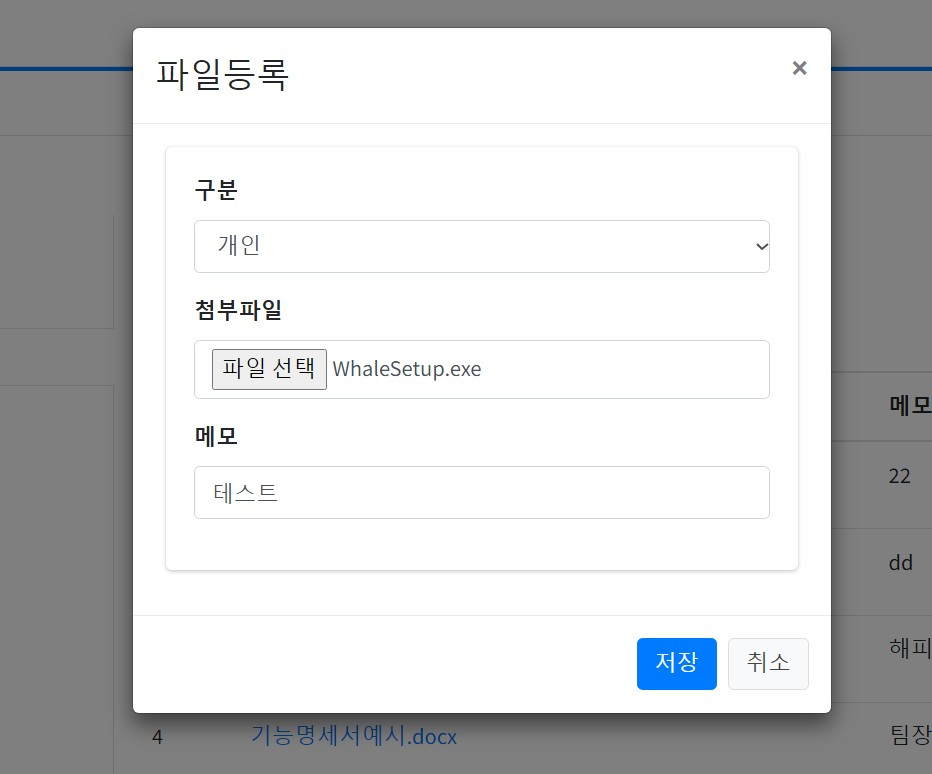 파일등록
×
구분
개인
첨부파일
파일 선택 WhaleSetup.exe
메모
테스트
저장 취소
메모
22
dd
해피
4 기능명세서예시.docx 팀장